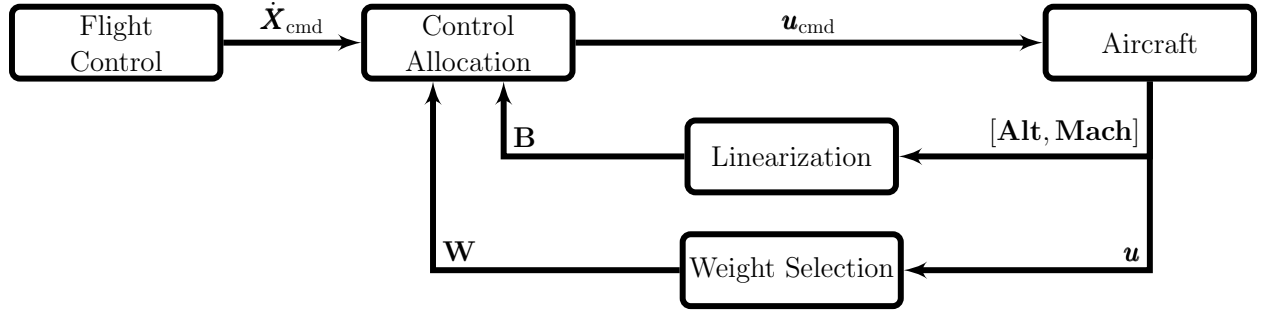 Flight
Control
Ẋcmd
Control
Allocation
ucmd
Aircraft
B
Linearization
[Alt, Mach]
W
Weight Selection
u